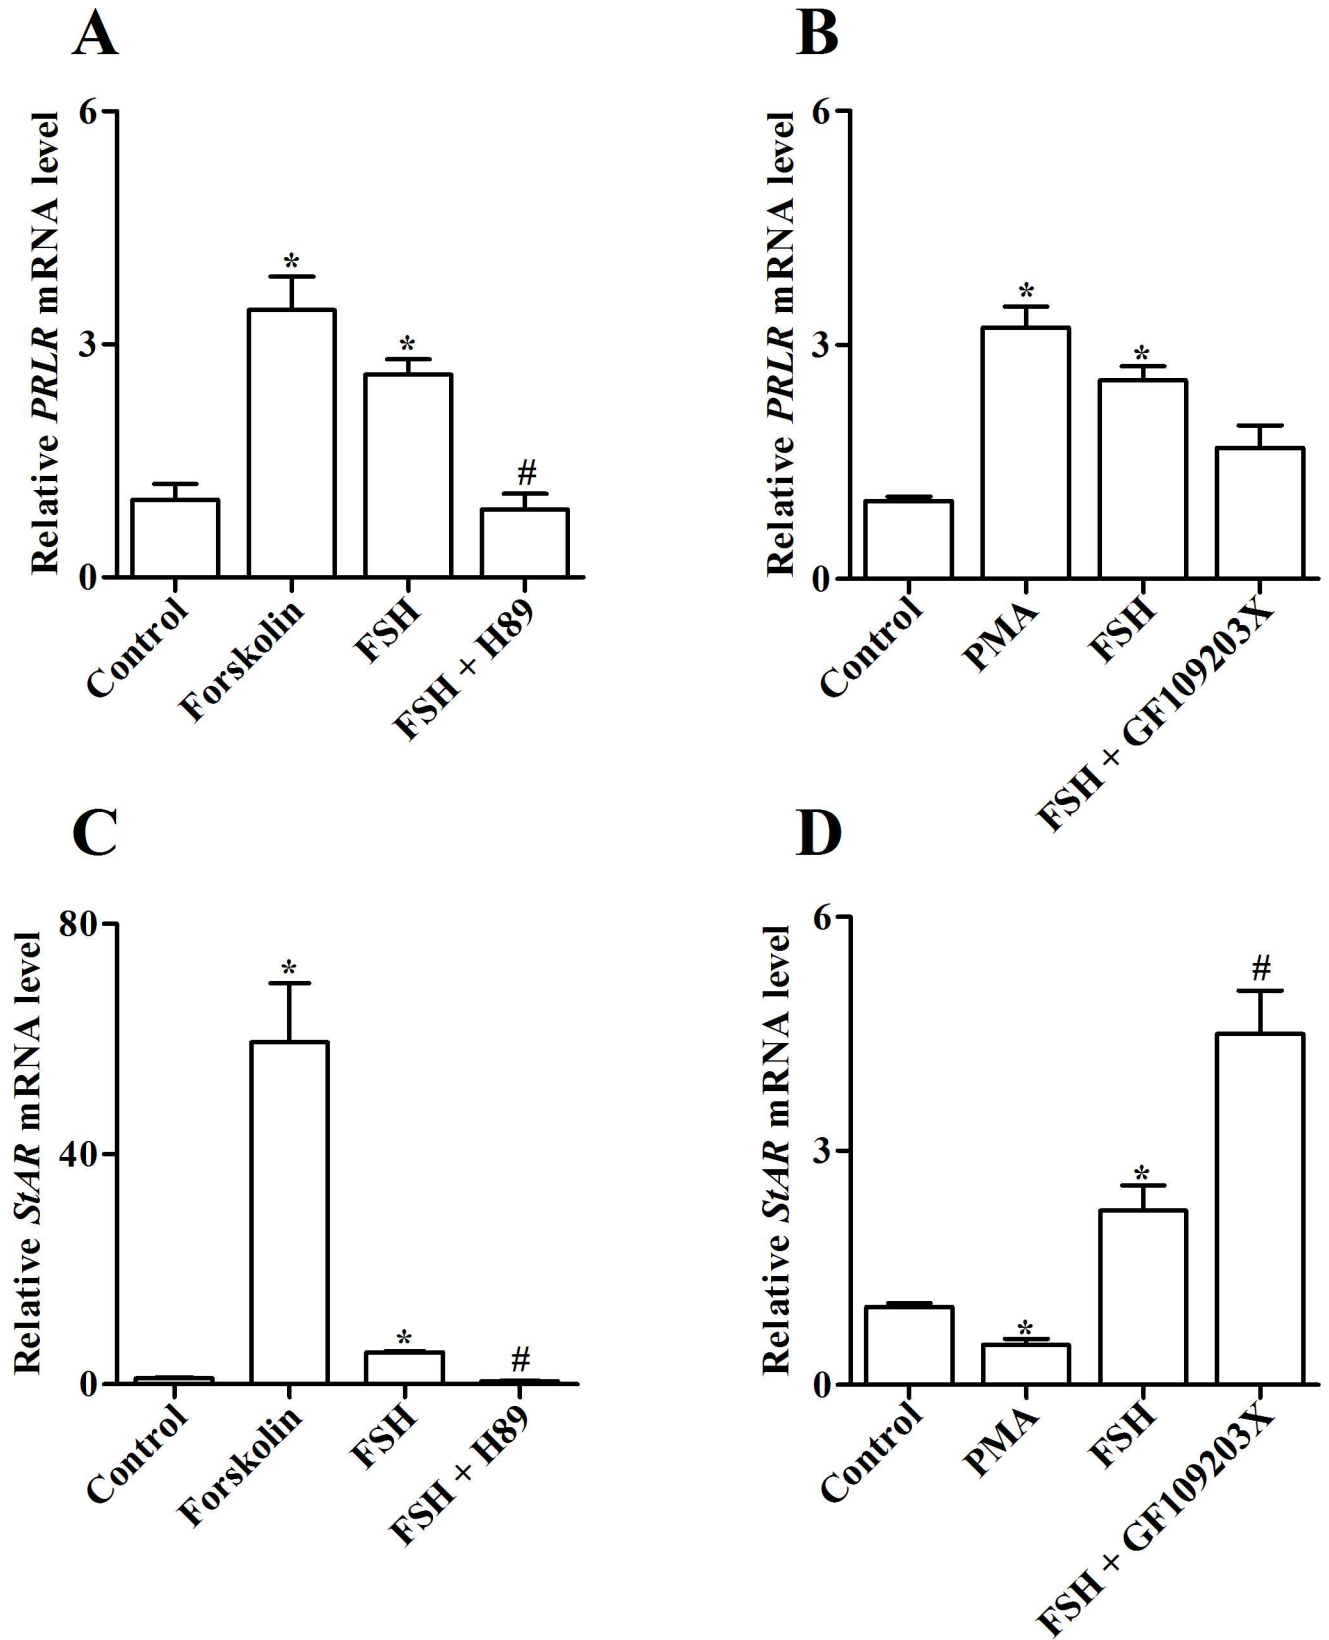 A
Relative PRLR mRNA level
6
3
0
*
*
#
Control
Forskolin
FSH
FSH + H89
B
Relative PRLR mRNA level
6
3
0
*
*
Control
PMA
FSH
FSH + GF109203X
C
Relative StAR mRNA level
80
40
0
*
*
#
Control
Forskolin
FSH
FSH + H89
D
Relative StAR mRNA level
6
3
0
*
*
#
Control
PMA
FSH
FSH + GF109203X